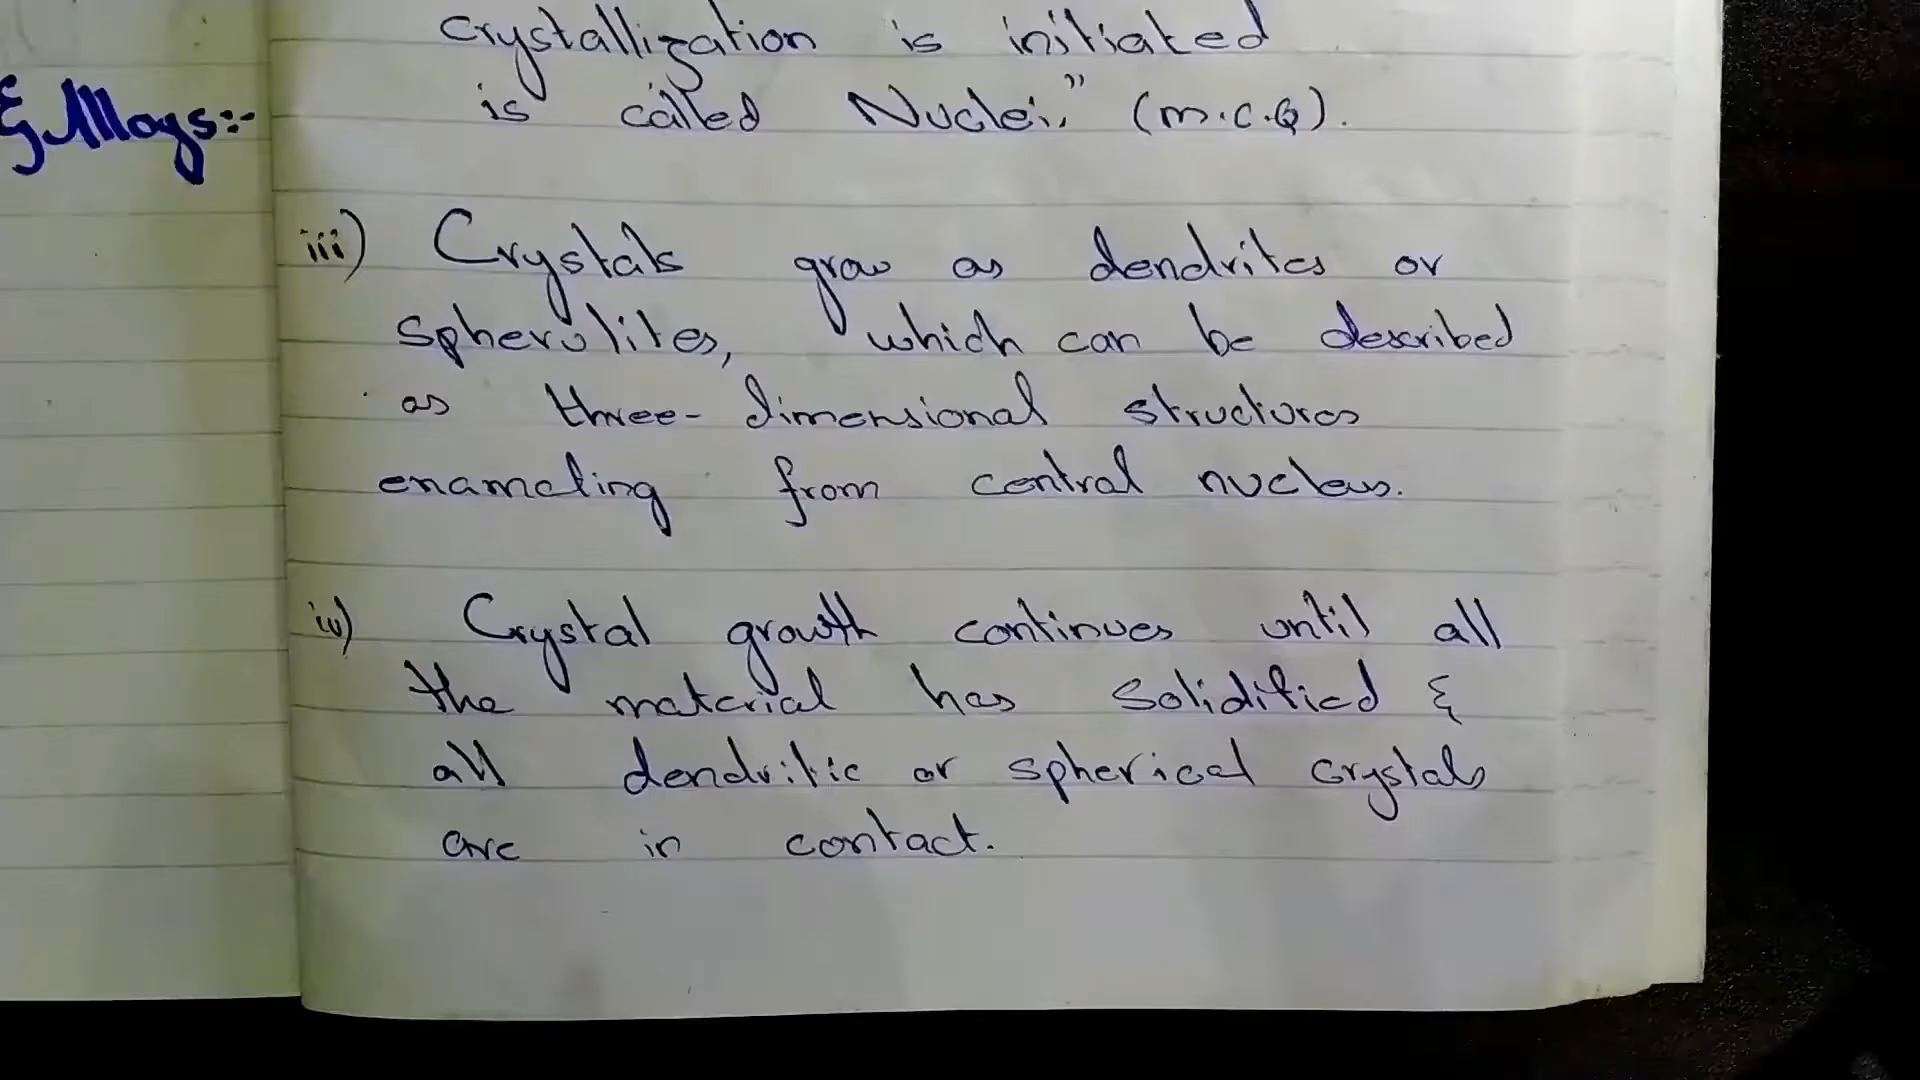 & Alloys:-
crystallization is initiated
is called Nuclei," (m.c.Q).
iii) Crystals grow as dendrites or
spherulites, which can be described
as three-dimensional structures
enamating from central nucleus.
iv) Crystal growth continues until all
the material has solidified &
all dendritic or spherical crystals
are in contact.